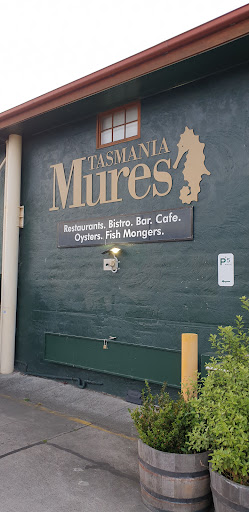 TASMANIA
Mures
Restaurants. Bistro. Bar. Cafe.
Oysters. Fish Mongers.
P5